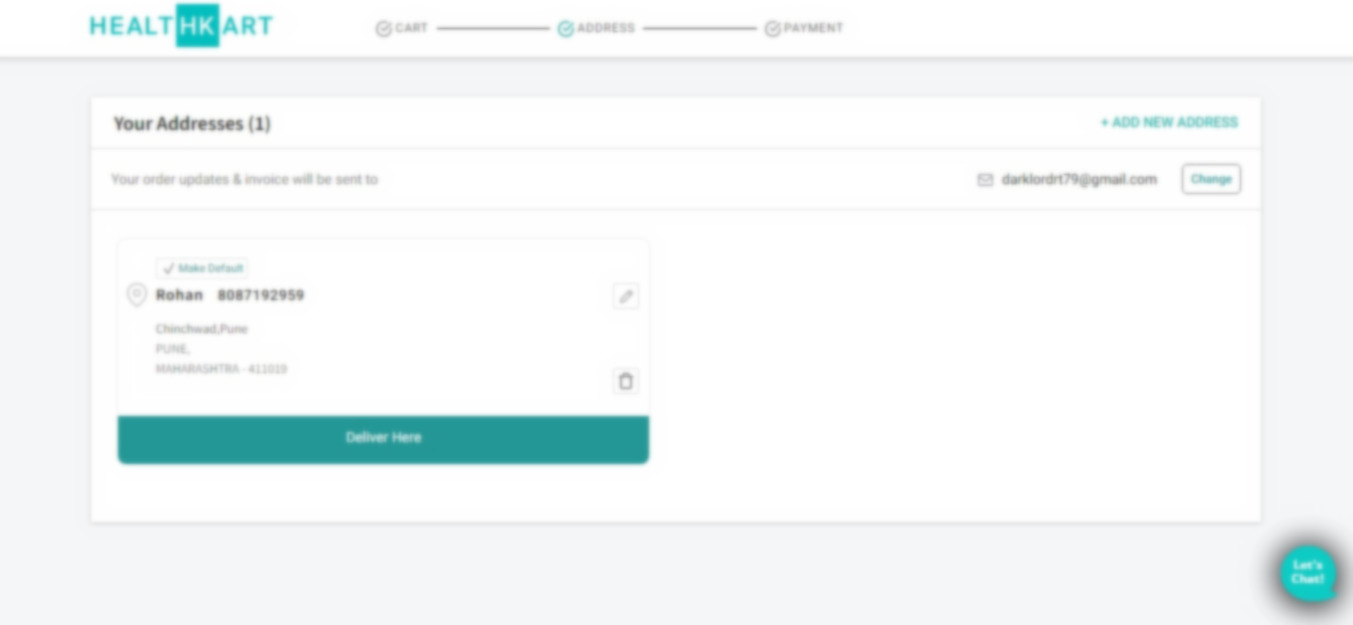 HEALTHKART
CART ADDRESS PAYMENT
Your Addresses (1)
+ ADD NEW ADDRESS
Your order updates & invoice will be sent to
darklordrt79@gmail.com
Change
Make Default
Rohan 8087192959
Chinchwad,Pune
PUNE,
MAHARASHTRA - 411019
Deliver Here
Let's
Chat!